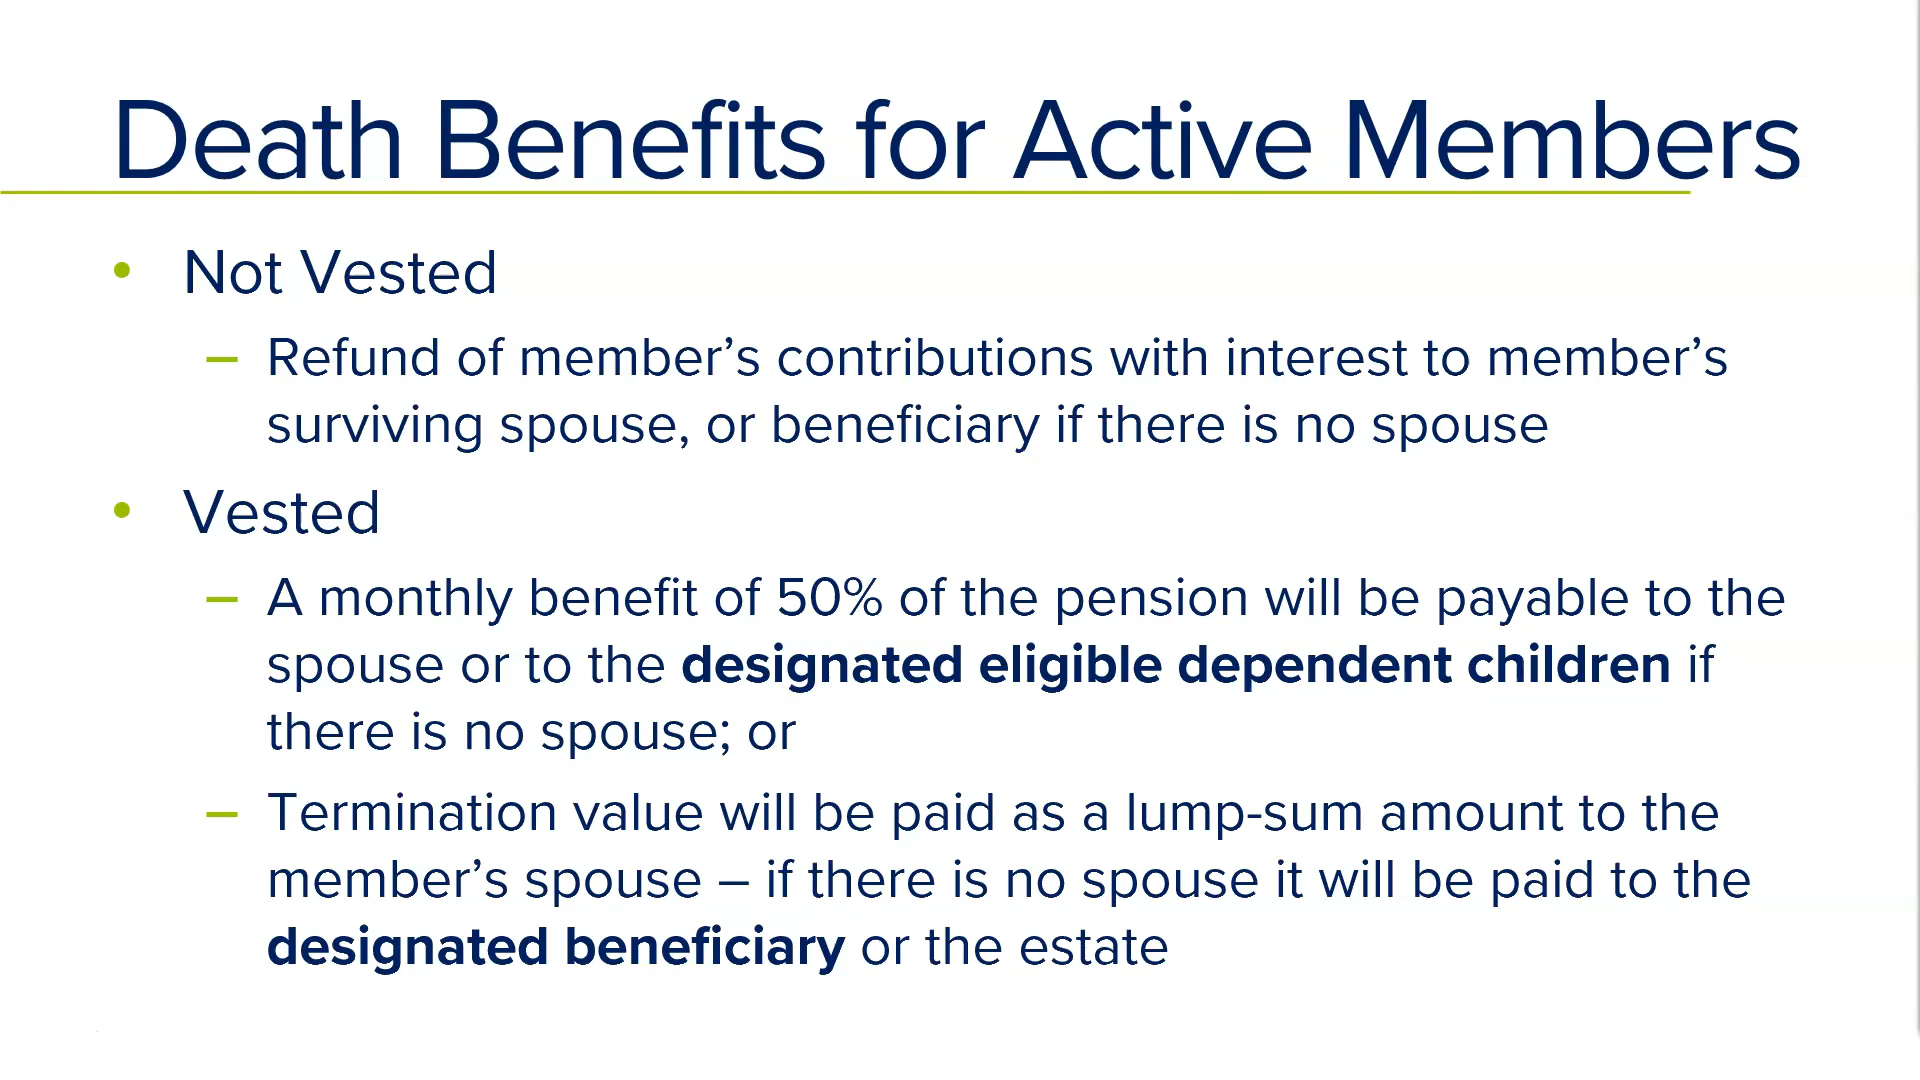 Death Benefits for Active Members
• Not Vested
– Refund of member’s contributions with interest to member’s
surviving spouse, or beneficiary if there is no spouse
• Vested
– A monthly benefit of 50% of the pension will be payable to the
spouse or to the designated eligible dependent children if
there is no spouse; or
– Termination value will be paid as a lump-sum amount to the
member’s spouse – if there is no spouse it will be paid to the
designated beneficiary or the estate